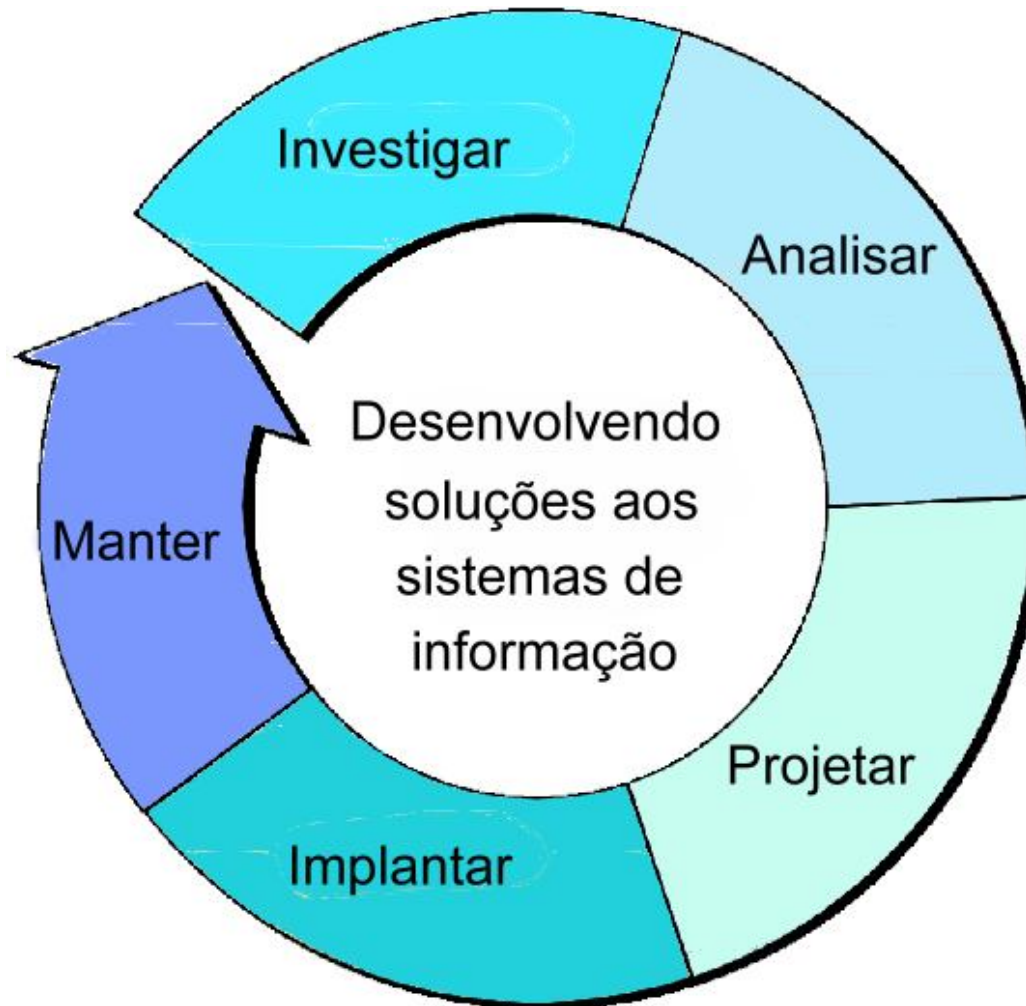 Investigar
Analisar
Desenvolvendo
soluções aos
sistemas de
informação
Manter
Projetar
Implantar